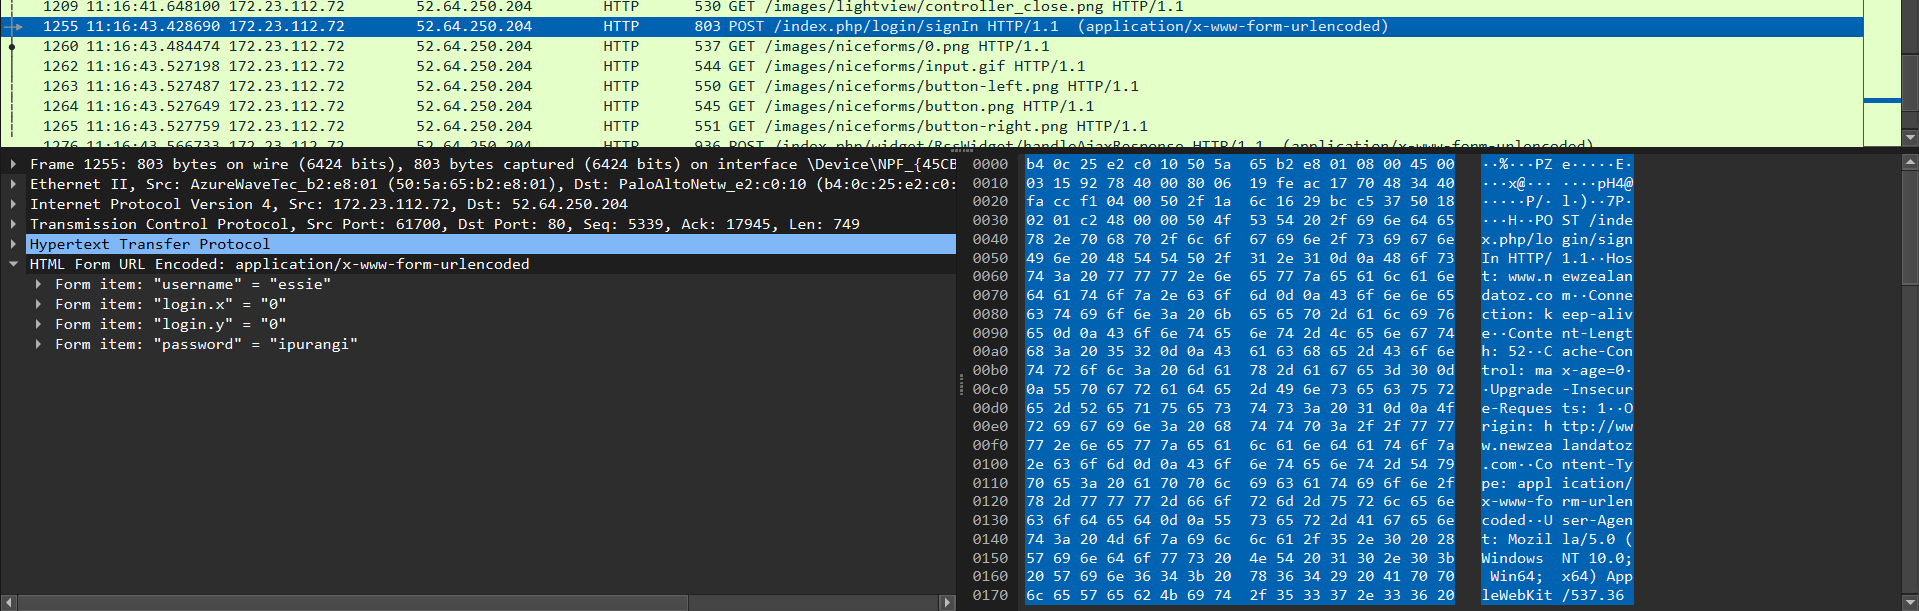 1209 11:16:41.648100 172.23.112.72 52.64.250.204 HTTP 530 GET /images/lightview/controller_close.png HTTP/1.1
1255 11:16:43.428690 172.23.112.72 52.64.250.204 HTTP 803 POST /index.php/login/signIn HTTP/1.1  (application/x-www-form-urlencoded)
1260 11:16:43.484474 172.23.112.72 52.64.250.204 HTTP 537 GET /images/niceforms/0.png HTTP/1.1
1262 11:16:43.527198 172.23.112.72 52.64.250.204 HTTP 544 GET /images/niceforms/input.gif HTTP/1.1
1263 11:16:43.527487 172.23.112.72 52.64.250.204 HTTP 550 GET /images/niceforms/button-left.png HTTP/1.1
1264 11:16:43.527649 172.23.112.72 52.64.250.204 HTTP 545 GET /images/niceforms/button.png HTTP/1.1
1265 11:16:43.527759 172.23.112.72 52.64.250.204 HTTP 551 GET /images/niceforms/button-right.png HTTP/1.1
1276 11:16:43.566733 172.23.112.72 52.64.250.204 HTTP 936 POST /index.php/widget/RssWidget/handleAjaxResponse HTTP/1.1  (application/x-www-form-urlencoded)
Frame 1255: 803 bytes on wire (6424 bits), 803 bytes captured (6424 bits) on interface \Device\NPF_{45CB
Ethernet II, Src: AzureWaveTec_b2:e8:01 (50:5a:65:b2:e8:01), Dst: PaloAltoNetw_e2:c0:10 (b4:0c:25:e2:c0:
Internet Protocol Version 4, Src: 172.23.112.72, Dst: 52.64.250.204
Transmission Control Protocol, Src Port: 61700, Dst Port: 80, Seq: 5339, Ack: 17945, Len: 749
Hypertext Transfer Protocol
HTML Form URL Encoded: application/x-www-form-urlencoded
Form item: "username" = "essie"
Form item: "login.x" = "0"
Form item: "login.y" = "0"
Form item: "password" = "ipurangi"
0000 b4 0c 25 e2 c0 10 50 5a 65 b2 e8 01 08 00 45 00 ··%···PZ e·····E·
0010 03 15 92 78 40 00 80 06 19 fe ac 17 70 48 34 40 ···x@··· ····pH4@
0020 fa cc f1 04 00 50 2f 1a 6c 16 29 bc c5 37 50 18 ·····P/· l·)··7P·
0030 02 01 c2 48 00 00 50 4f 53 54 20 2f 69 6e 64 65 ···H··PO ST /inde
0040 78 2e 70 68 70 2f 6c 6f 67 69 6e 2f 73 69 67 6e x.php/lo gin/sign
0050 49 6e 20 48 54 54 50 2f 31 2e 31 0d 0a 48 6f 73 In HTTP/ 1.1··Hos
0060 74 3a 20 77 77 77 2e 6e 65 77 7a 65 61 6c 61 6e t: www.n ewzealan
0070 64 61 74 6f 7a 2e 63 6f 6d 0d 0a 43 6f 6e 6e 65 datoz.co m··Conne
0080 63 74 69 6f 6e 3a 20 6b 65 65 70 2d 61 6c 69 76 ction: k eep-aliv
0090 65 0d 0a 43 6f 6e 74 65 6e 74 2d 4c 65 6e 67 74 e··Conte nt-Lengt
00a0 68 3a 20 35 32 0d 0a 43 61 63 68 65 2d 43 6f 6e h: 52··C ache-Con
00b0 74 72 6f 6c 3a 20 6d 61 78 2d 61 67 65 3d 30 0d trol: ma x-age=0·
00c0 0a 55 70 67 72 61 64 65 2d 49 6e 73 65 63 75 72 ·Upgrade -Insecur
00d0 65 2d 52 65 71 75 65 73 74 73 3a 20 31 0d 0a 4f e-Reques ts: 1··O
00e0 72 69 67 69 6e 3a 20 68 74 74 70 3a 2f 2f 77 77 rigin: h ttp://ww
00f0 77 2e 6e 65 77 7a 65 61 6c 61 6e 64 61 74 6f 7a w.newzea landatoz
0100 2e 63 6f 6d 0d 0a 43 6f 6e 74 65 6e 74 2d 54 79 .com··Co ntent-Ty
0110 70 65 3a 20 61 70 70 6c 69 63 61 74 69 6f 6e 2f pe: appl ication/
0120 78 2d 77 77 77 2d 66 6f 72 6d 2d 75 72 6c 65 6e x-www-fo rm-urlen
0130 63 6f 64 65 64 0d 0a 55 73 65 72 2d 41 67 65 6e coded··U ser-Agen
0140 74 3a 20 4d 6f 7a 69 6c 6c 61 2f 35 2e 30 20 28 t: Mozil la/5.0 (
0150 57 69 6e 64 6f 77 73 20 4e 54 20 31 30 2e 30 3b Windows  NT 10.0;
0160 20 57 69 6e 36 34 3b 20 78 36 34 29 20 41 70 70  Win64;  x64) App
0170 6c 65 57 65 62 4b 69 74 2f 35 33 37 2e 33 36 20 leWebKit /537.36